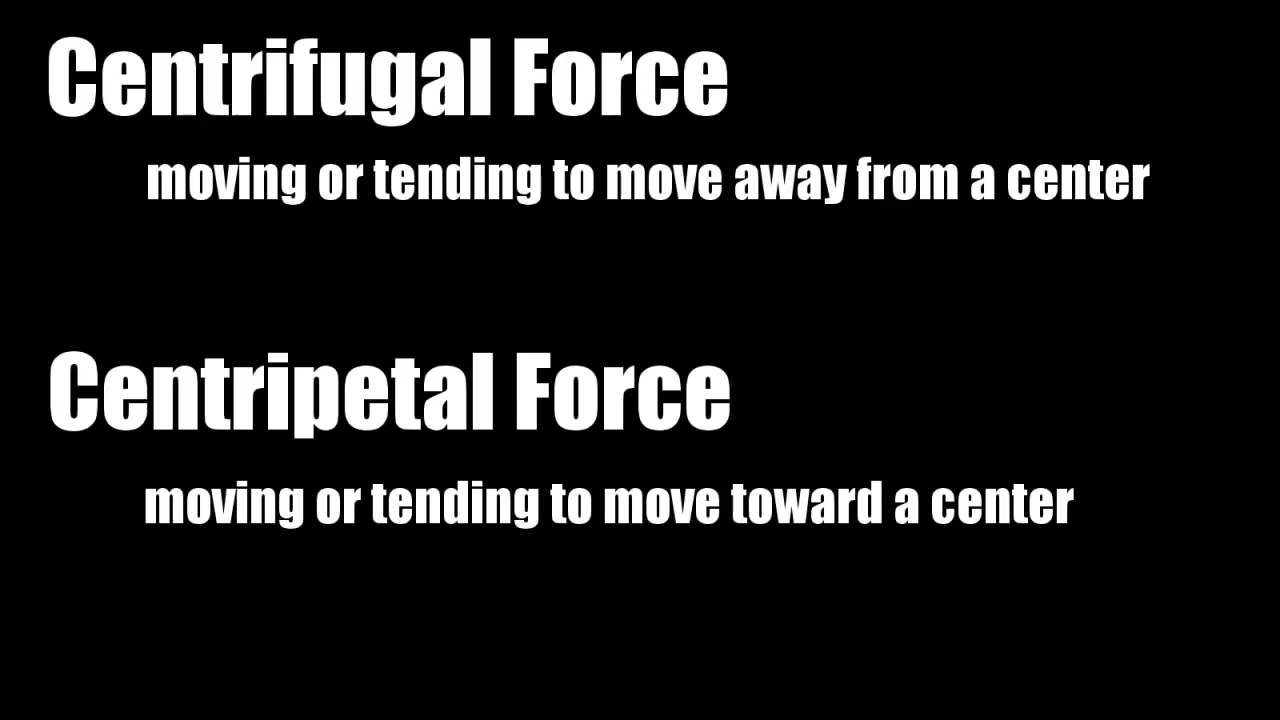 Centrifugal Force
moving or tending to move away from a center
Centripetal Force
moving or tending to move toward a center